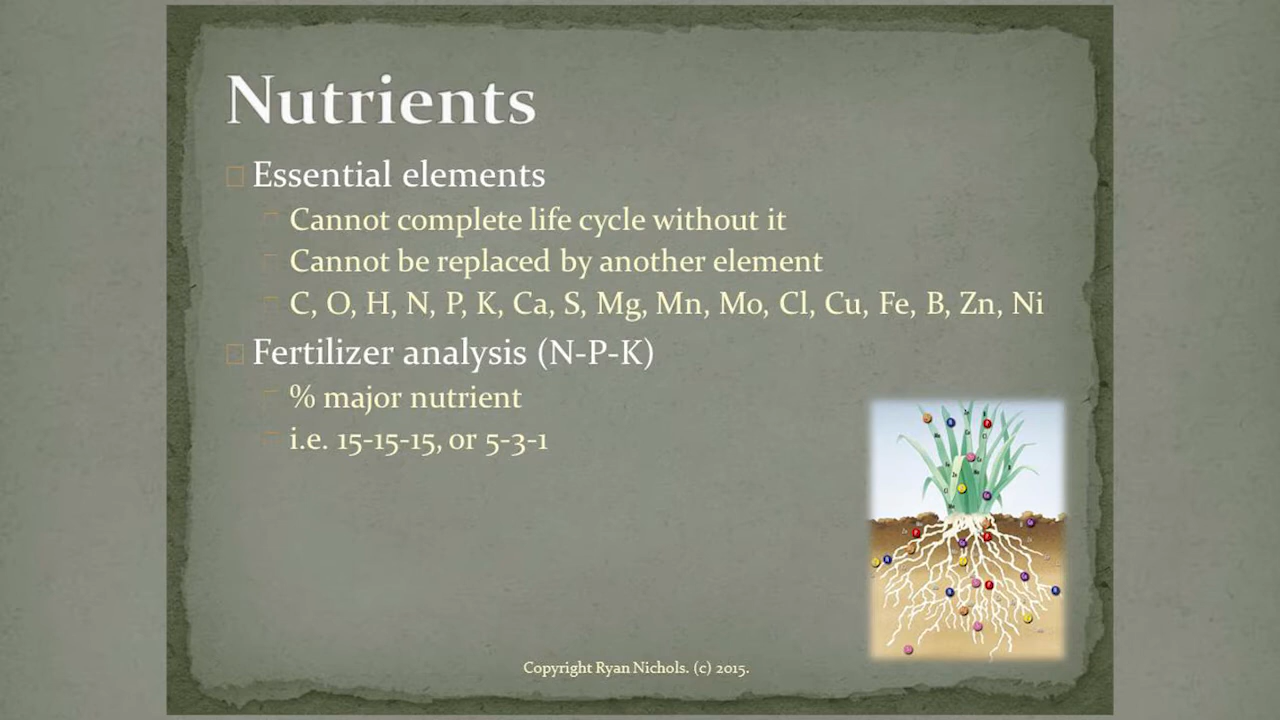 Nutrients
Essential elements
Cannot complete life cycle without it
Cannot be replaced by another element
C, O, H, N, P, K, Ca, S, Mg, Mn, Mo, Cl, Cu, Fe, B, Zn, Ni
Fertilizer analysis (N-P-K)
% major nutrient
i.e. 15-15-15, or 5-3-1
Copyright Ryan Nichols. (c) 2015.